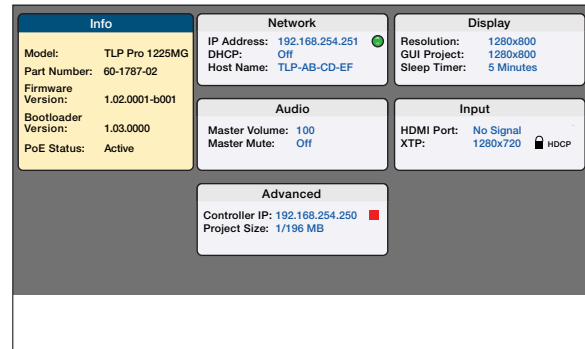 Info
Model: TLP Pro 1225MG
Part Number: 60-1787-02
Firmware
Version: 1.02.0001-b001
Bootloader
Version: 1.03.0000
PoE Status: Active
Network
IP Address: 192.168.254.251
DHCP: Off
Host Name: TLP-AB-CD-EF
Display
Resolution: 1280x800
GUI Project: 1280x800
Sleep Timer: 5 Minutes
Audio
Master Volume: 100
Master Mute: Off
Input
HDMI Port: No Signal
XTP: 1280x720 HDCP
Advanced
Controller IP: 192.168.254.250
Project Size: 1/196 MB